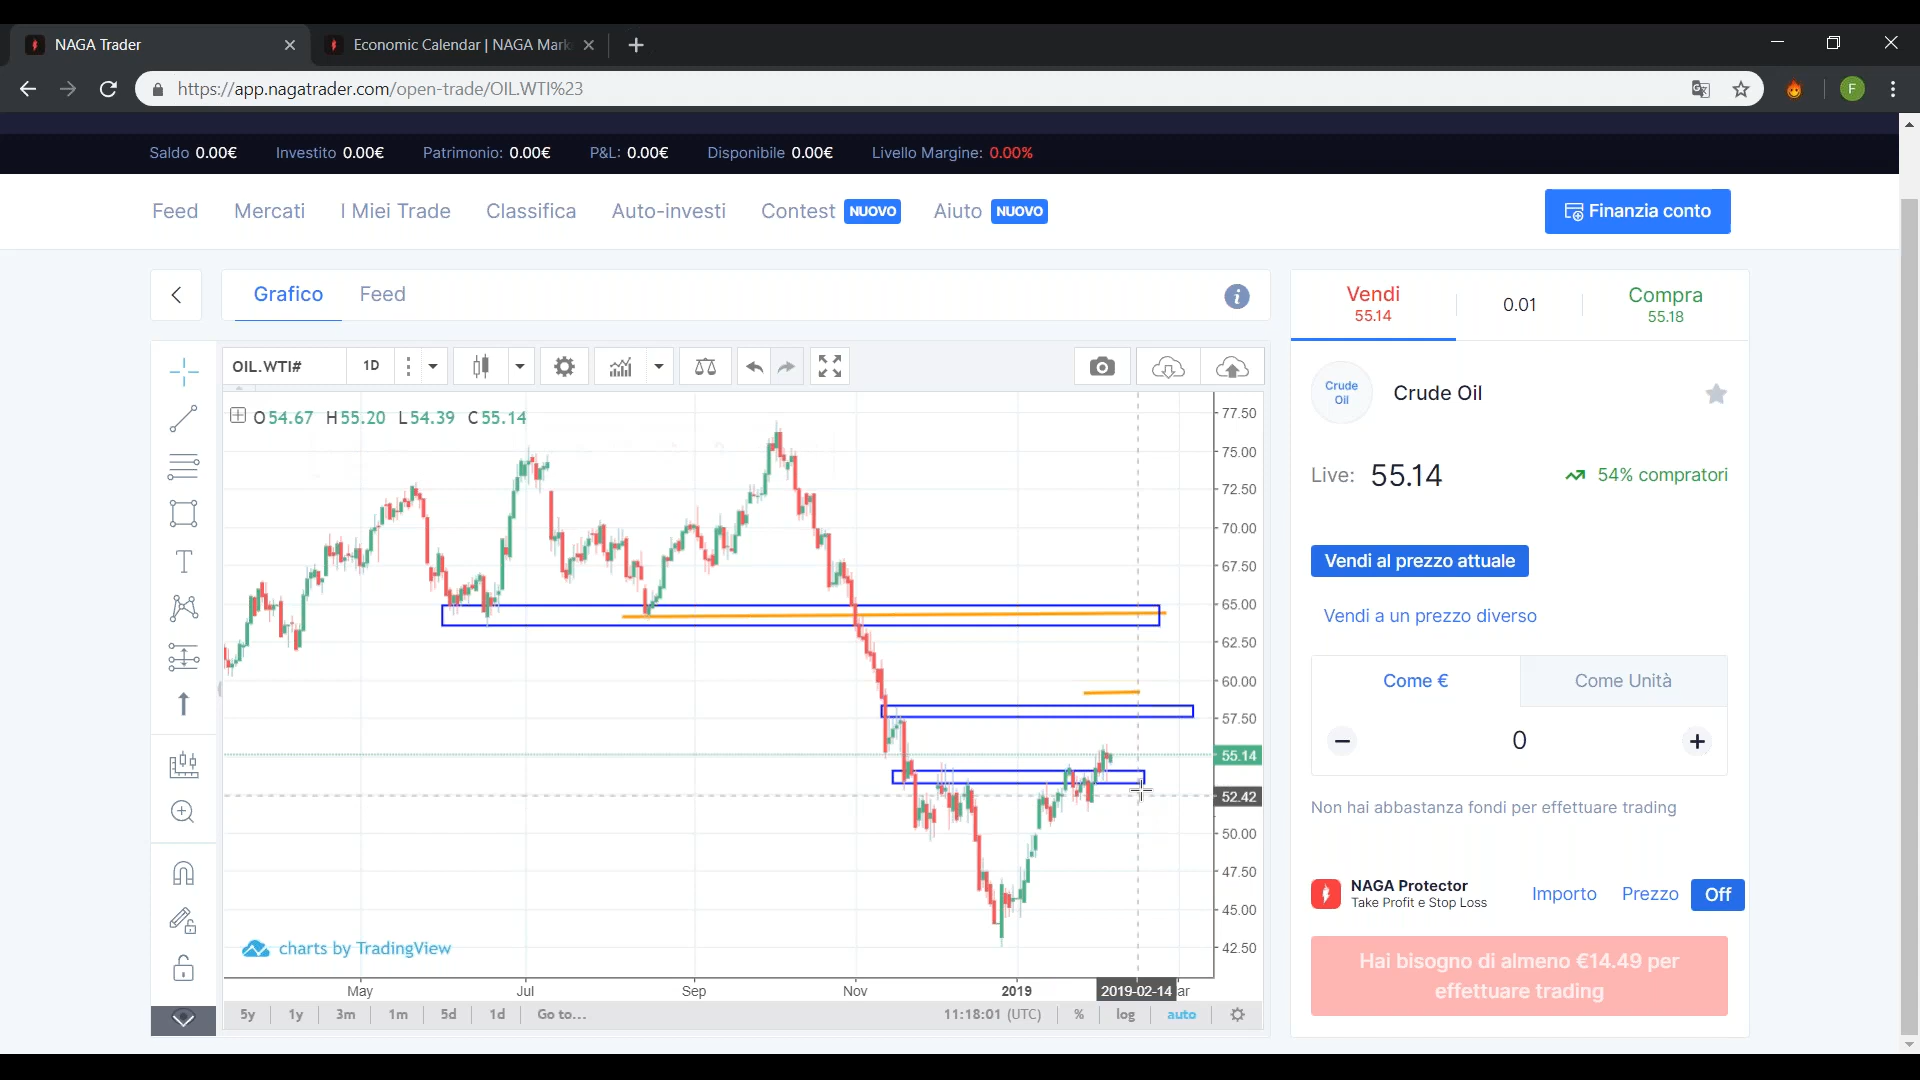 NAGA Trader
Economic Calendar | NAGA Mark
https://app.nagatrader.com/open-trade/OIL.WTI%23
F
Saldo 0.00€ Investito 0.00€ Patrimonio: 0.00€ P&L: 0.00€ Disponibile 0.00€ Livello Margine: 0.00%
Feed Mercati I Miei Trade Classifica Auto-investi Contest NUOVO Aiuto NUOVO
Finanzia conto
Grafico Feed
Vendi
55.14
0.01
Compra
55.18
OIL.WTI# 1D
O54.67 H55.20 L54.39 C55.14
77.50
75.00
72.50
70.00
67.50
65.00
62.50
60.00
57.50
55.14
52.42
50.00
47.50
45.00
42.50
charts by TradingView
May Jul Sep Nov 2019 2019-02-14 ar
5y 1y 3m 1m 5d 1d Go to... 11:18:01 (UTC) % log auto
Crude
Oil
Crude Oil
Live: 55.14
54% compratori
Vendi al prezzo attuale
Vendi a un prezzo diverso
Come € Come Unità
0
Non hai abbastanza fondi per effettuare trading
NAGA Protector
Take Profit e Stop Loss
Importo Prezzo Off
Hai bisogno di almeno €14.49 per
effettuare trading